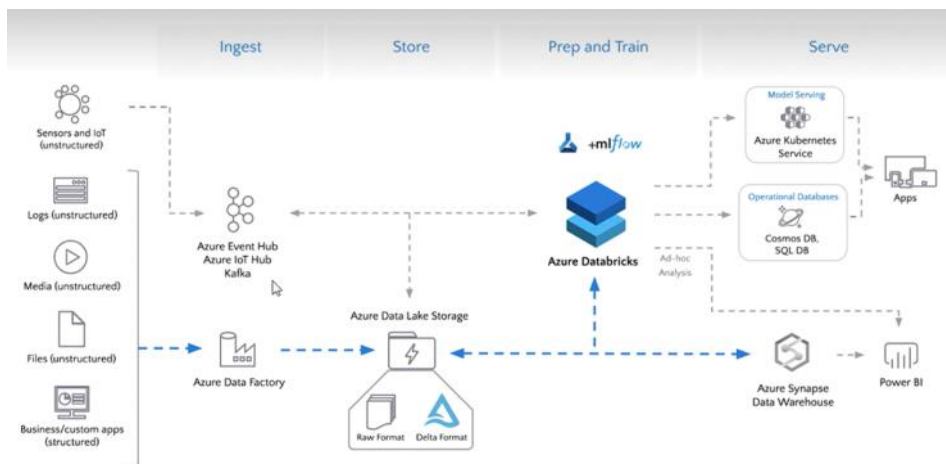 Ingest
Store
Prep and Train
Serve
Sensors and IoT
(unstructured)
Logs (unstructured)
Media (unstructured)
Files (unstructured)
Business/custom apps
(structured)
Azure Event Hub
Azure IoT Hub
Kafka
Azure Data Factory
Azure Data Lake Storage
Raw Format
Delta Format
+mlflow
Azure Databricks
Ad-hoc
Analysis
Model Serving
Azure Kubernetes
Service
Operational Databases
Cosmos DB,
SQL DB
Apps
Azure Synapse
Data Warehouse
Power BI